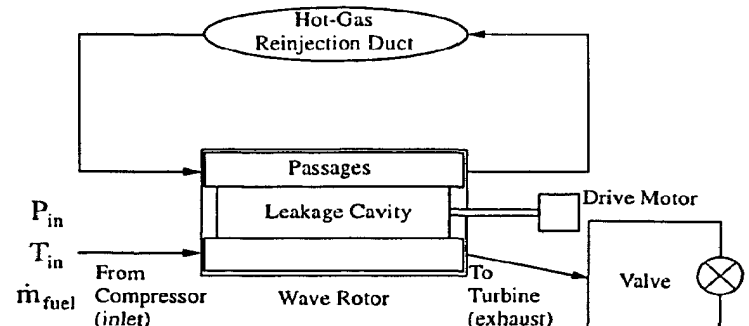 Hot-Gas
Reinjection Duct
Passages
Leakage Cavity
Drive Motor
P_in
T_in
ṁ_fuel
From
Compressor
(inlet)
Wave Rotor
To
Turbine
(exhaust)
Valve